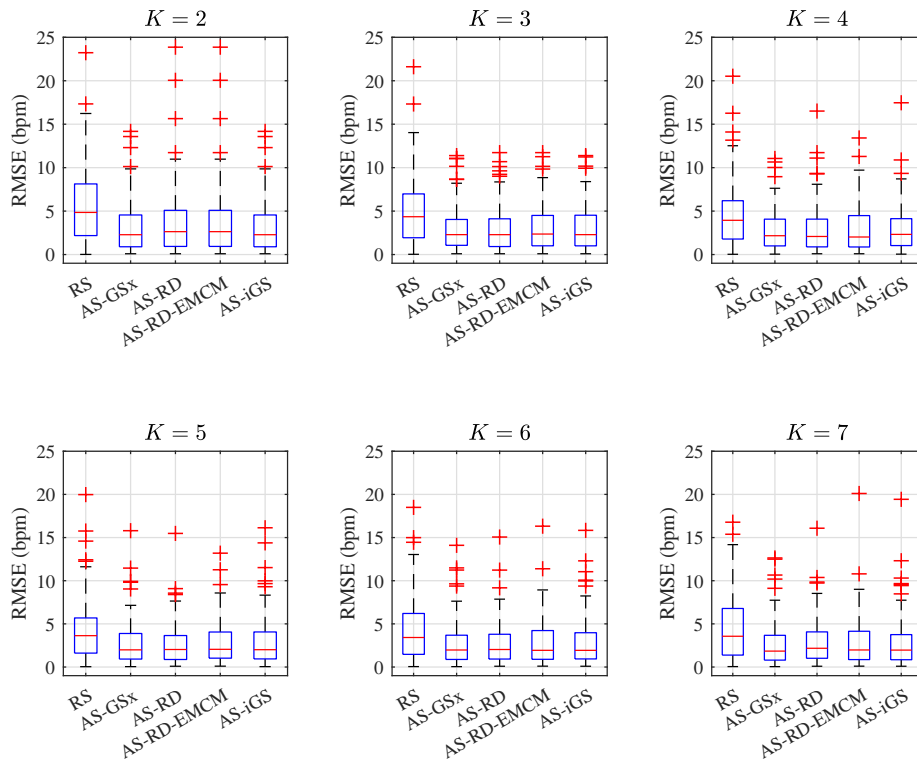 K = 2
K = 3
K = 4
RMSE (bpm)
25
20
15
10
5
0
RS
AS-GSx
AS-RD
AS-RD-EMCM
AS-iGS
RMSE (bpm)
25
20
15
10
5
0
RS
AS-GSx
AS-RD
AS-RD-EMCM
AS-iGS
RMSE (bpm)
25
20
15
10
5
0
RS
AS-GSx
AS-RD
AS-RD-EMCM
AS-iGS
K = 5
K = 6
K = 7
RMSE (bpm)
25
20
15
10
5
0
RS
AS-GSx
AS-RD
AS-RD-EMCM
AS-iGS
RMSE (bpm)
25
20
15
10
5
0
RS
AS-GSx
AS-RD
AS-RD-EMCM
AS-iGS
RMSE (bpm)
25
20
15
10
5
0
RS
AS-GSx
AS-RD
AS-RD-EMCM
AS-iGS